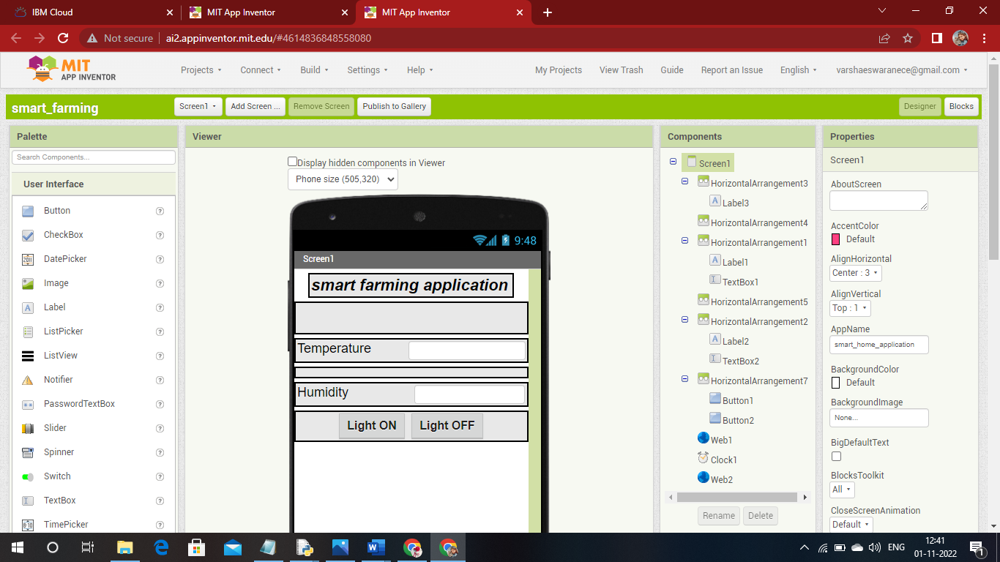 IBM Cloud
MIT App Inventor
MIT App Inventor
Not secure
ai2.appinventor.mit.edu/#4614836848558080
MIT
APP INVENTOR
Projects
Connect
Build
Settings
Help
My Projects
View Trash
Guide
Report an Issue
English
varshaeswaranece@gmail.com
smart_farming
Screen1
Add Screen ...
Remove Screen
Publish to Gallery
Designer
Blocks
Palette
Search Components...
User Interface
Button
?
CheckBox
?
2011
DatePicker
?
Image
?
A
Label
?
ListPicker
?
ListView
?
Notifier
?
PasswordTextBox
?
Slider
?
Spinner
?
Switch
?
TextBox
?
8:10
TimePicker
?
Viewer
Display hidden components in Viewer
Phone size (505,320)
9:48
Screen1
smart farming application
Temperature
Humidity
Light ON
Light OFF
Components
Screen1
HorizontalArrangement3
A
Label3
HorizontalArrangement4
HorizontalArrangement1
A
Label1
TextBox1
HorizontalArrangement5
HorizontalArrangement2
A
Label2
TextBox2
HorizontalArrangement7
Button1
Button2
Web1
Clock1
Web2
Rename
Delete
Properties
Screen1
AboutScreen
AccentColor
Default
AlignHorizontal
Center : 3
AlignVertical
Top : 1
AppName
smart_home_application
BackgroundColor
Default
BackgroundImage
None...
BigDefaultText
BlocksToolkit
All
CloseScreenAnimation
Default
ENG
12:41
01-11-2022
1